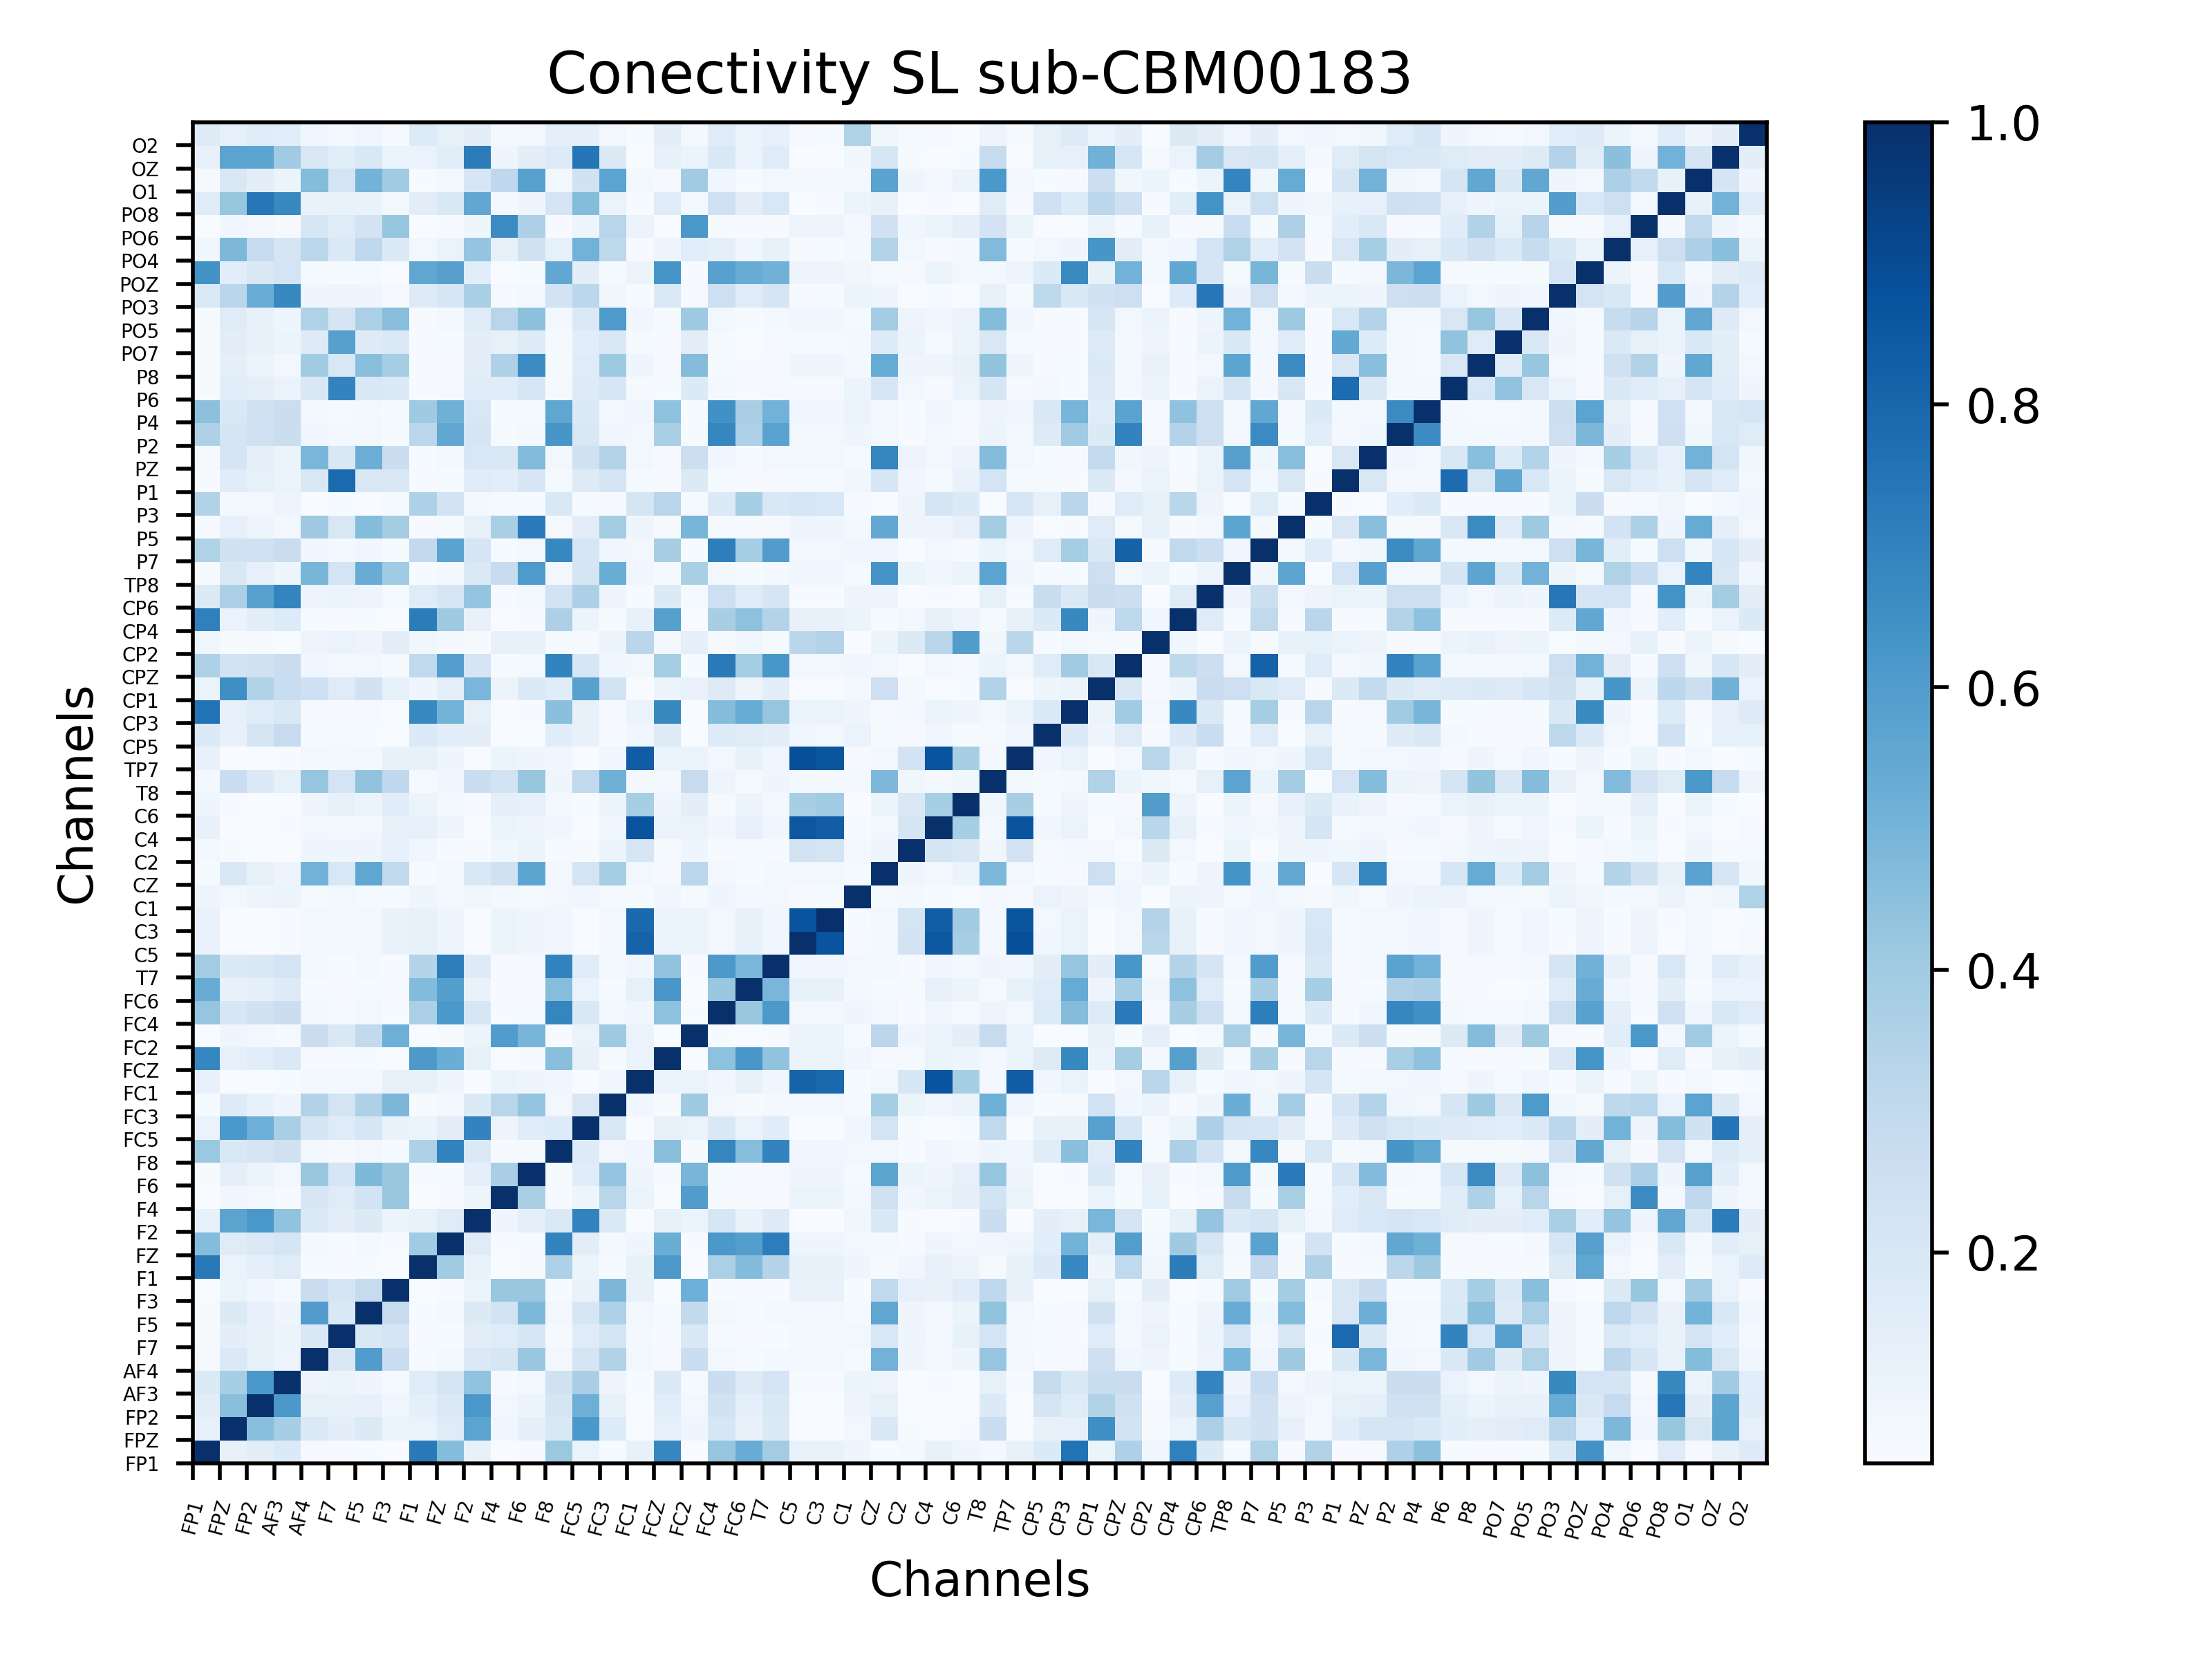 Conectivity SL sub-CBM00183
O2
OZ
O1
PO8
PO6
PO4
POZ
PO3
PO5
PO7
P8
P6
P4
P2
PZ
P1
P3
P5
P7
TP8
CP6
CP4
CP2
CPZ
CP1
CP3
CP5
TP7
T8
C6
C4
C2
CZ
C1
C3
C5
T7
FC6
FC4
FC2
FCZ
FC1
FC3
FC5
F8
F6
F4
F2
FZ
F1
F3
F5
F7
AF4
AF3
FP2
FPZ
FP1
Channels
FP1 FPZ FP2 AF3 AF4 F7 F5 F3 F1 FZ F2 F4 F6 F8 FC5 FC3 FC1 FCZ FC2 FC4 FC6 T7 C5 C3 C1 CZ C2 C4 C6 T8 TP7 CP5 CP3 CP1 CPZ CP2 CP4 CP6 TP8 P7 P5 P3 P1 PZ P2 P4 P6 P8 PO7 PO5 PO3 POZ PO4 PO6 PO8 O1 OZ O2
Channels
1.0
0.8
0.6
0.4
0.2